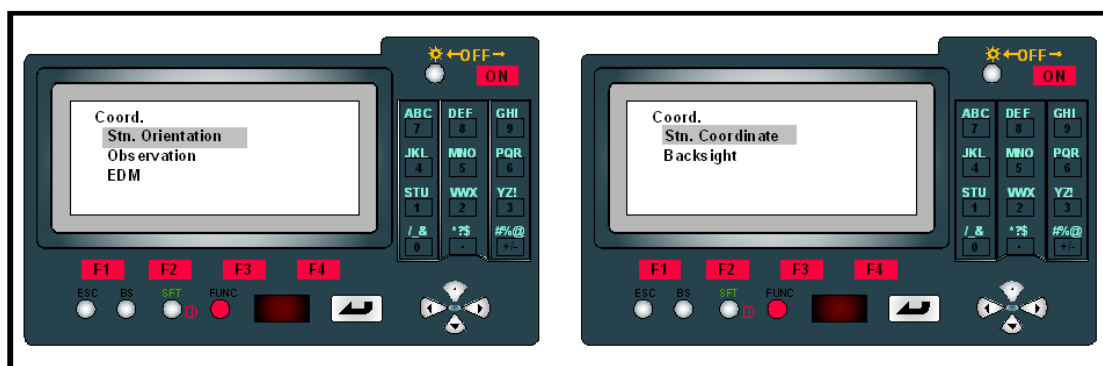 ←OFF→
ON
Coord.
Stn. Orientation
Observation
EDM
ABC DEF GHI
7 8 9
JKL MNO PQR
4 5 6
STU VWX YZ!
1 2 3
/_& *?$ #%@
0 . +/-
F1 F2 F3 F4
ESC BS SFT FUNC
←OFF→
ON
Coord.
Stn. Coordinate
Backsight
ABC DEF GHI
7 8 9
JKL MNO PQR
4 5 6
STU VWX YZ!
1 2 3
/_& *?$ #%@
0 . +/-
F1 F2 F3 F4
ESC BS SFT FUNC